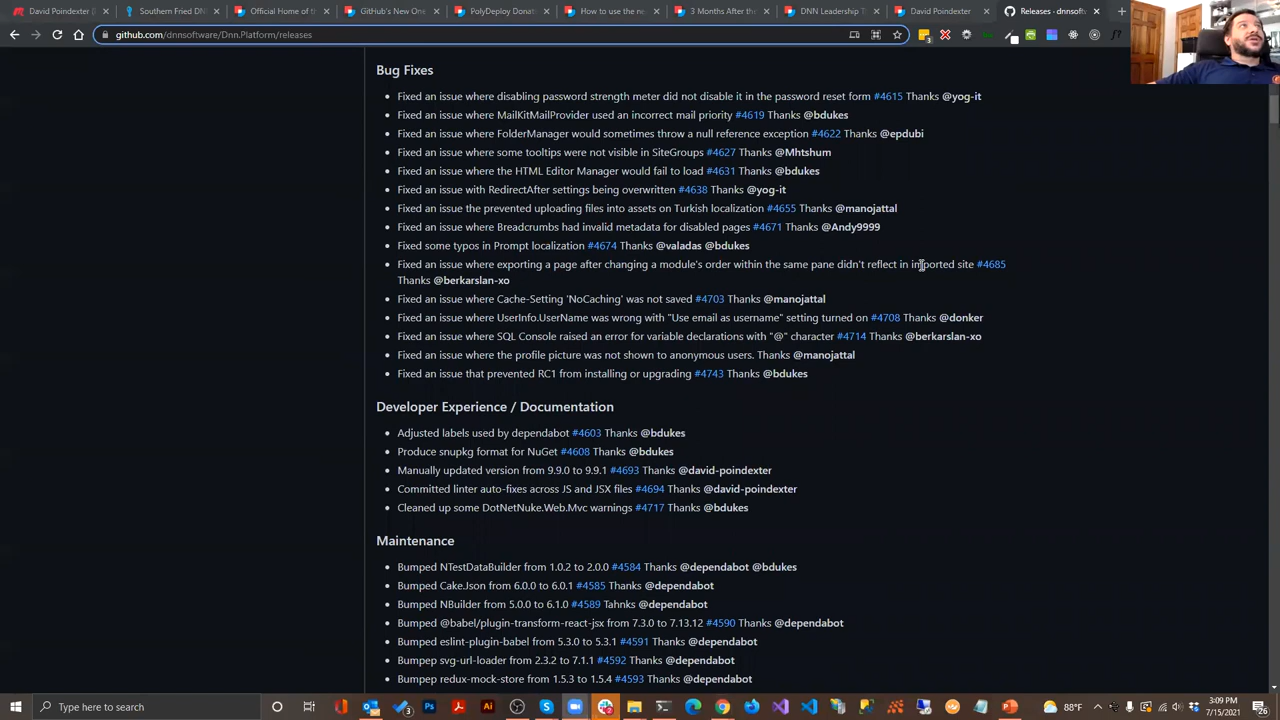 David Poindexter [
Southern Fried DN
Official Home of th
GitHub's New One
PolyDeploy Donat
How to use the ne
3 Months After the
DNN Leadership T
David Poindexter
Releases - dnnsoftw
github.com/dnnsoftware/Dnn.Platform/releases
Bug Fixes
Fixed an issue where disabling password strength meter did not disable it in the password reset form #4615 Thanks @yog-it
Fixed an issue where MailKitMailProvider used an incorrect mail priority #4619 Thanks @bdukes
Fixed an issue where FolderManager would sometimes throw a null reference exception #4622 Thanks @epdubi
Fixed an issue where some tooltips were not visible in SiteGroups #4627 Thanks @Mhtshum
Fixed an issue where the HTML Editor Manager would fail to load #4631 Thanks @bdukes
Fixed an issue with RedirectAfter settings being overwritten #4638 Thanks @yog-it
Fixed an issue the prevented uploading files into assets on Turkish localization #4655 Thanks @manojattal
Fixed an issue where Breadcrumbs had invalid metadata for disabled pages #4671 Thanks @Andy9999
Fixed some typos in Prompt localization #4674 Thanks @valadas @bdukes
Fixed an issue where exporting a page after changing a module's order within the same pane didn't reflect in imported site #4685
Thanks @berkarslan-xo
Fixed an issue where Cache-Setting 'NoCaching' was not saved #4703 Thanks @manojattal
Fixed an issue where UserInfo.UserName was wrong with "Use email as username" setting turned on #4708 Thanks @donker
Fixed an issue where SQL Console raised an error for variable declarations with "@" character #4714 Thanks @berkarslan-xo
Fixed an issue where the profile picture was not shown to anonymous users. Thanks @manojattal
Fixed an issue that prevented RC1 from installing or upgrading #4743 Thanks @bdukes
Developer Experience / Documentation
Adjusted labels used by dependabot #4603 Thanks @bdukes
Produce snupkg format for NuGet #4608 Thanks @bdukes
Manually updated version from 9.9.0 to 9.9.1 #4693 Thanks @david-poindexter
Committed linter auto-fixes across JS and JSX files #4694 Thanks @david-poindexter
Cleaned up some DotNetNuke.Web.Mvc warnings #4717 Thanks @bdukes
Maintenance
Bumped NTestDataBuilder from 1.0.2 to 2.0.0 #4584 Thanks @dependabot @bdukes
Bumped Cake.Json from 6.0.0 to 6.0.1 #4585 Thanks @dependabot
Bumped NBuilder from 5.0.0 to 6.1.0 #4589 Tahnks @dependabot
Bumped @babel/plugin-transform-react-jsx from 7.3.0 to 7.13.12 #4590 Thanks @dependabot
Bumped eslint-plugin-babel from 5.3.0 to 5.3.1 #4591 Thanks @dependabot
Bumpep svg-url-loader from 2.3.2 to 7.1.1 #4592 Thanks @dependabot
Bumped redux-mock-store from 1.5.3 to 1.5.4 #4593 Thanks @dependabot
Type here to search
88°F
3:09 PM
7/15/2021